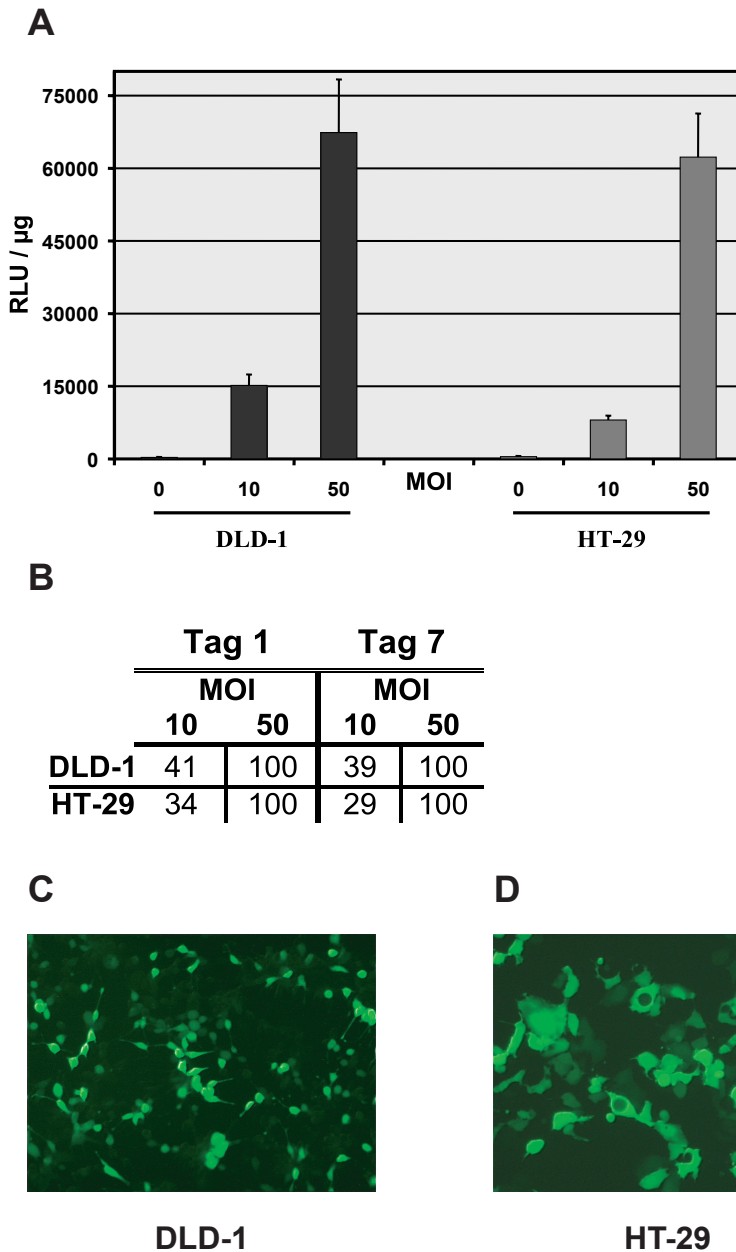 A
RLU / µg
75000
60000
45000
30000
15000
0
0 10 50 MOI 0 10 50
DLD-1 HT-29
B
Tag 1 Tag 7
MOI MOI
10 50 10 50
DLD-1 41 100 39 100
HT-29 34 100 29 100
C D
DLD-1 HT-29